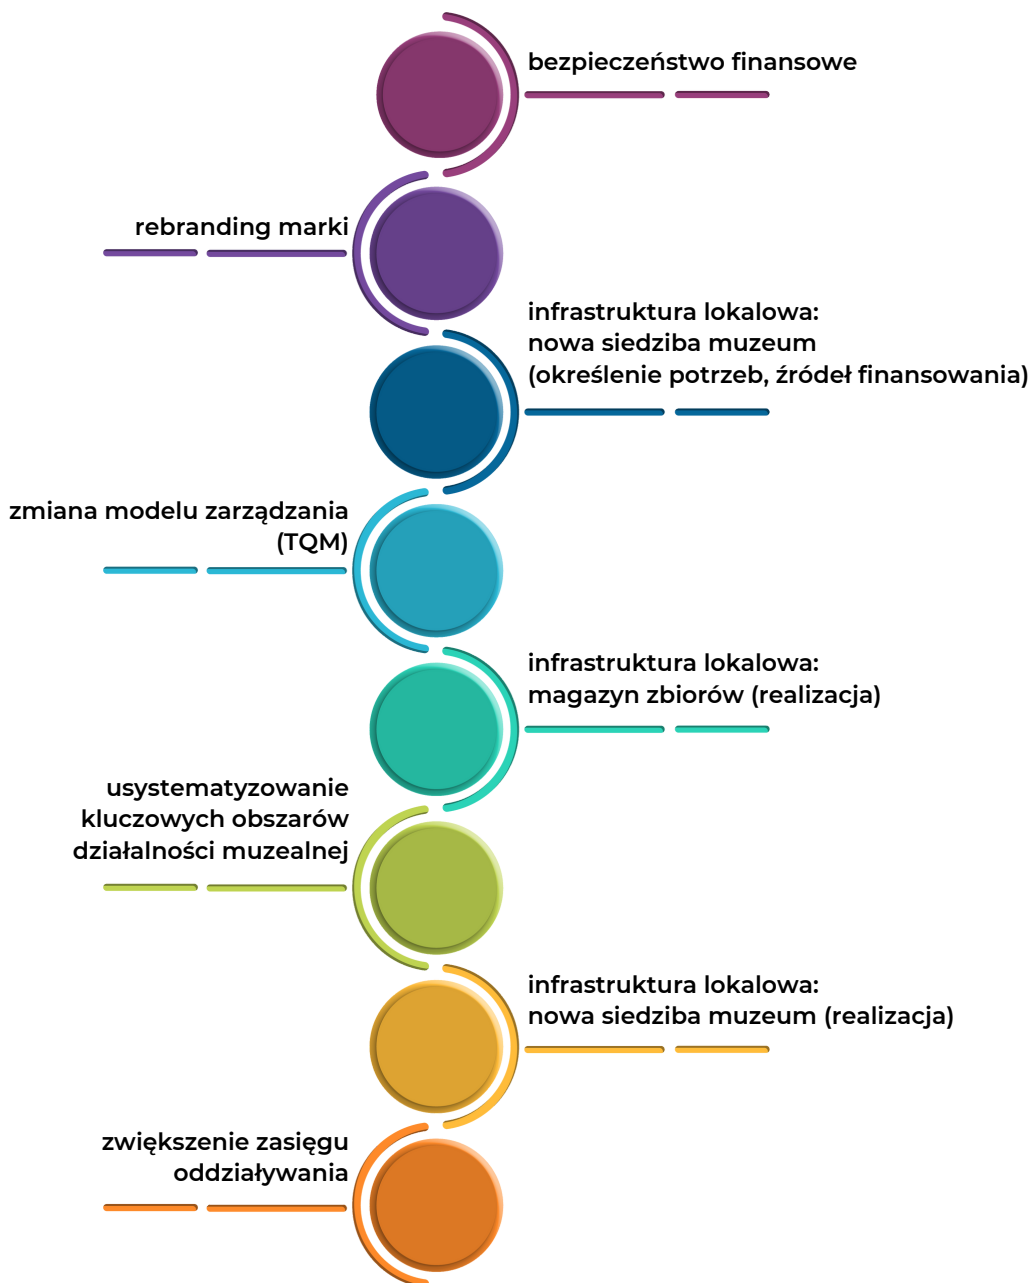 bezpieczeństwo finansowe
rebranding marki
infrastruktura lokalowa:
nowa siedziba muzeum
(określenie potrzeb, źródeł finansowania)
zmiana modelu zarządzania
(TQM)
infrastruktura lokalowa:
magazyn zbiorów (realizacja)
usystematyzowanie
kluczowych obszarów
działalności muzealnej
infrastruktura lokalowa:
nowa siedziba muzeum (realizacja)
zwiększenie zasięgu
oddziaływania